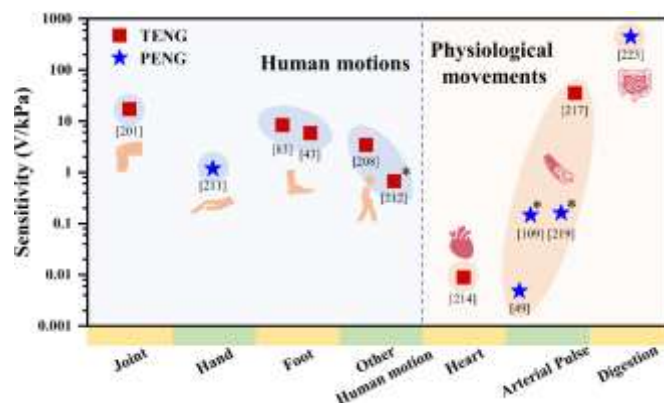 1000
100
10
1
0.1
0.01
0.001
Sensitivity (V/kPa)
TENG
PENG
Human motions
Physiological
movements
[201]
[211]
[43]
[208]
[212]
*
[214]
[49]
[109]
*
[219]
*
[217]
[223]
Joint
Hand
Foot
Other
Human motion
Heart
Arterial Pulse
Digestion